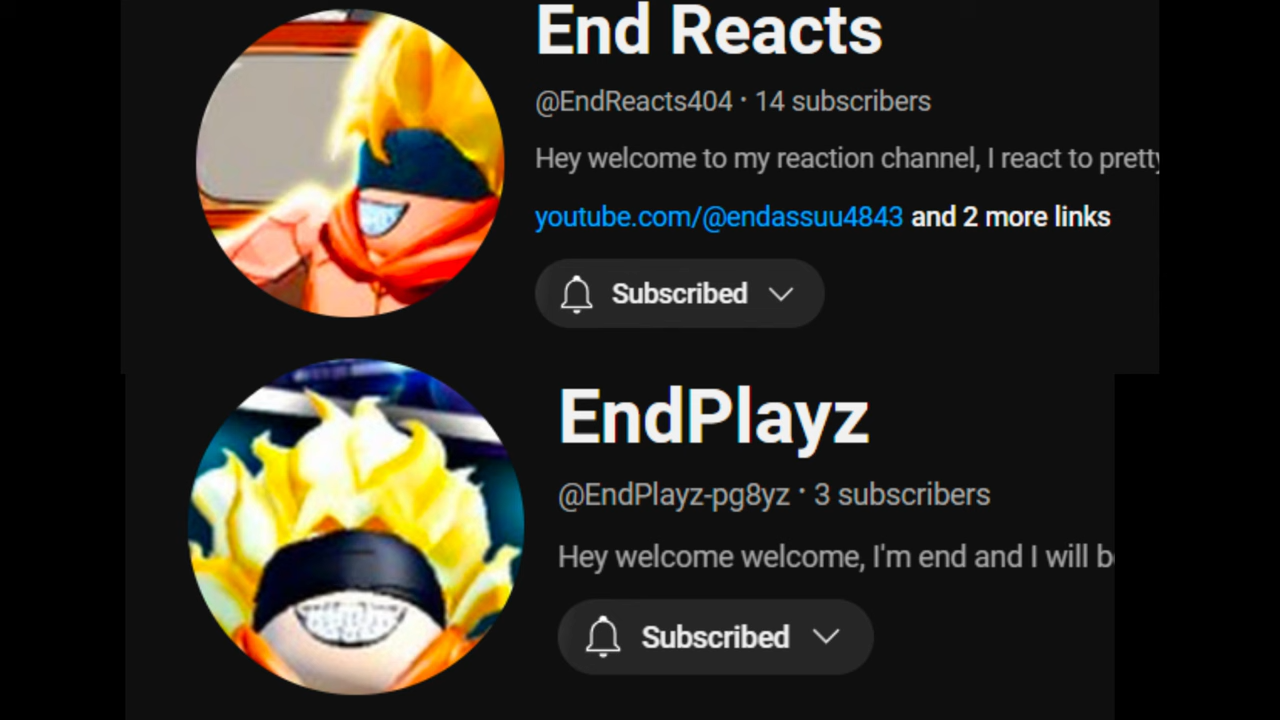 End Reacts
@EndReacts404 · 14 subscribers
Hey welcome to my reaction channel, I react to pretty
youtube.com/@endassuu4843 and 2 more links
Subscribed
EndPlayz
@EndPlayz-pg8yz · 3 subscribers
Hey welcome welcome, I'm end and I will b
Subscribed